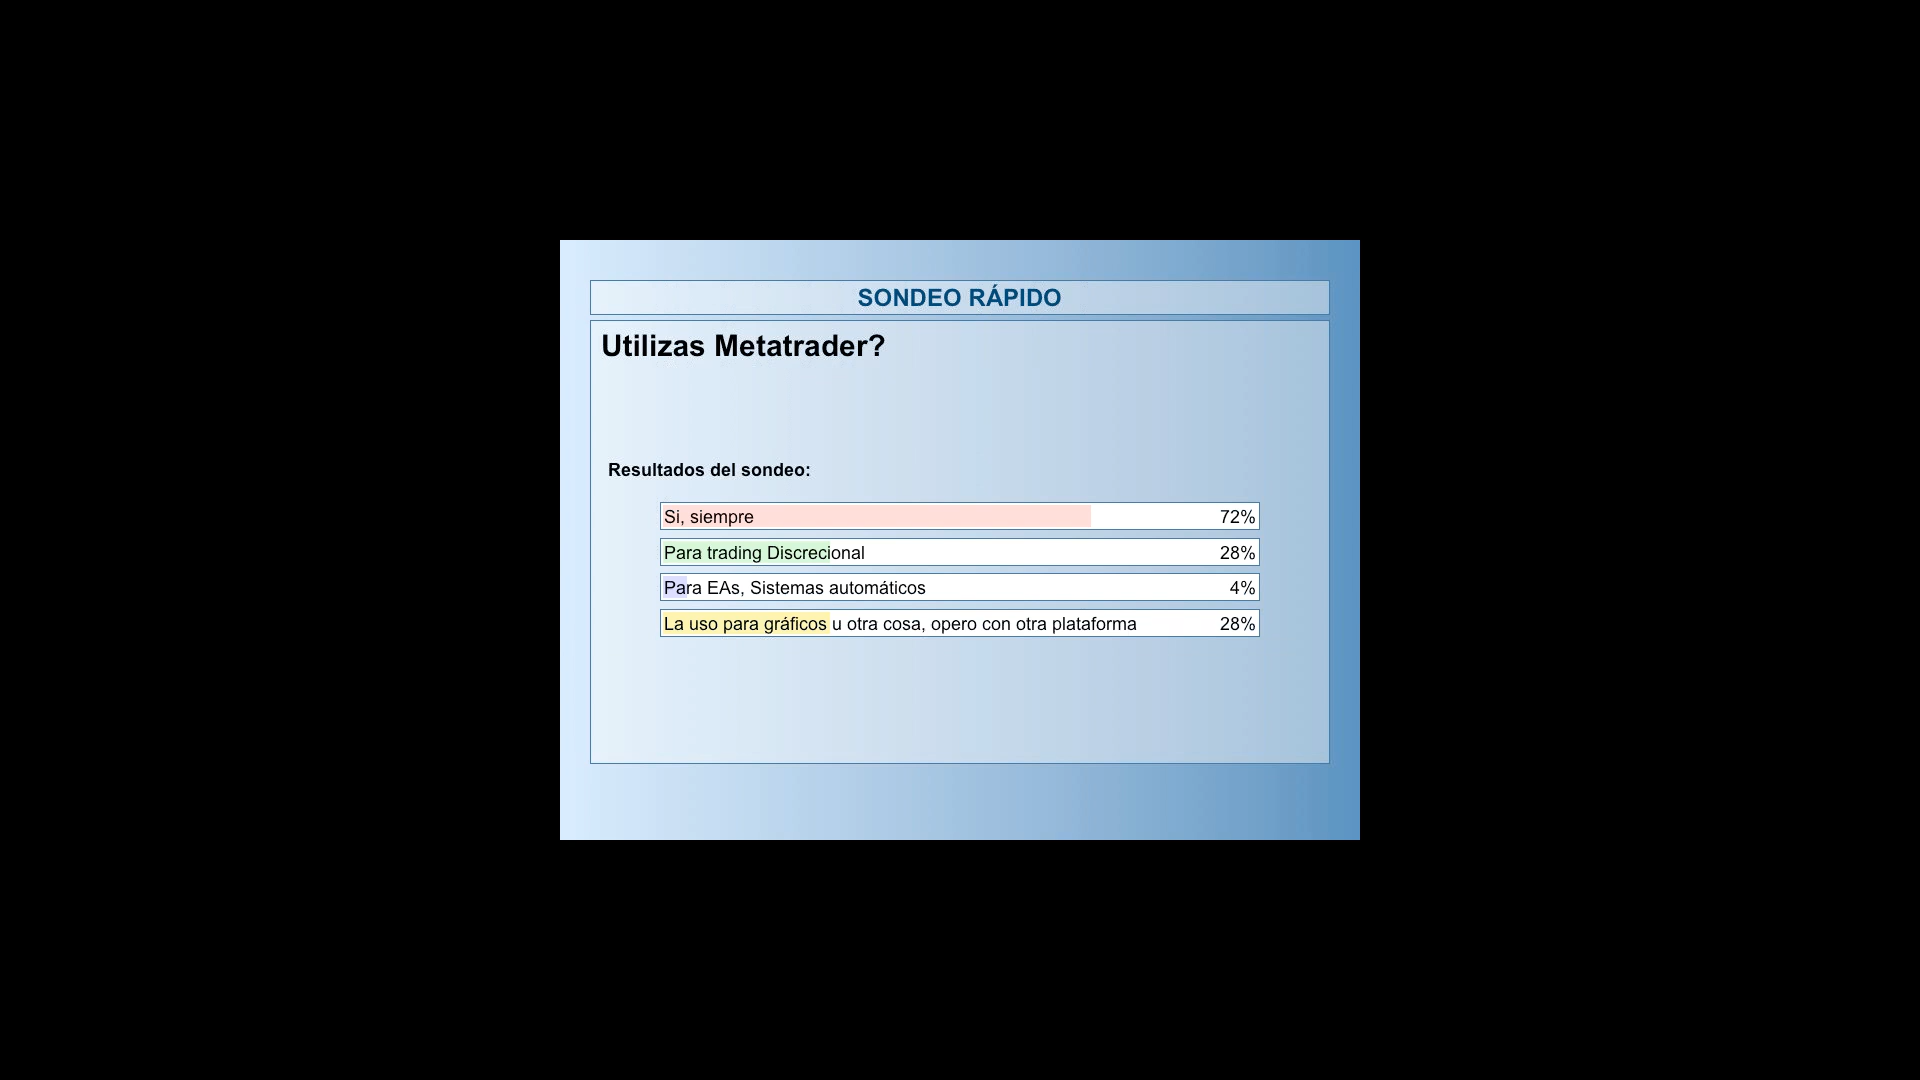 SONDEO RÁPIDO
Utilizas Metatrader?
Resultados del sondeo:
Si, siempre 72%
Para trading Discrecional 28%
Para EAs, Sistemas automáticos 4%
La uso para gráficos u otra cosa, opero con otra plataforma 28%